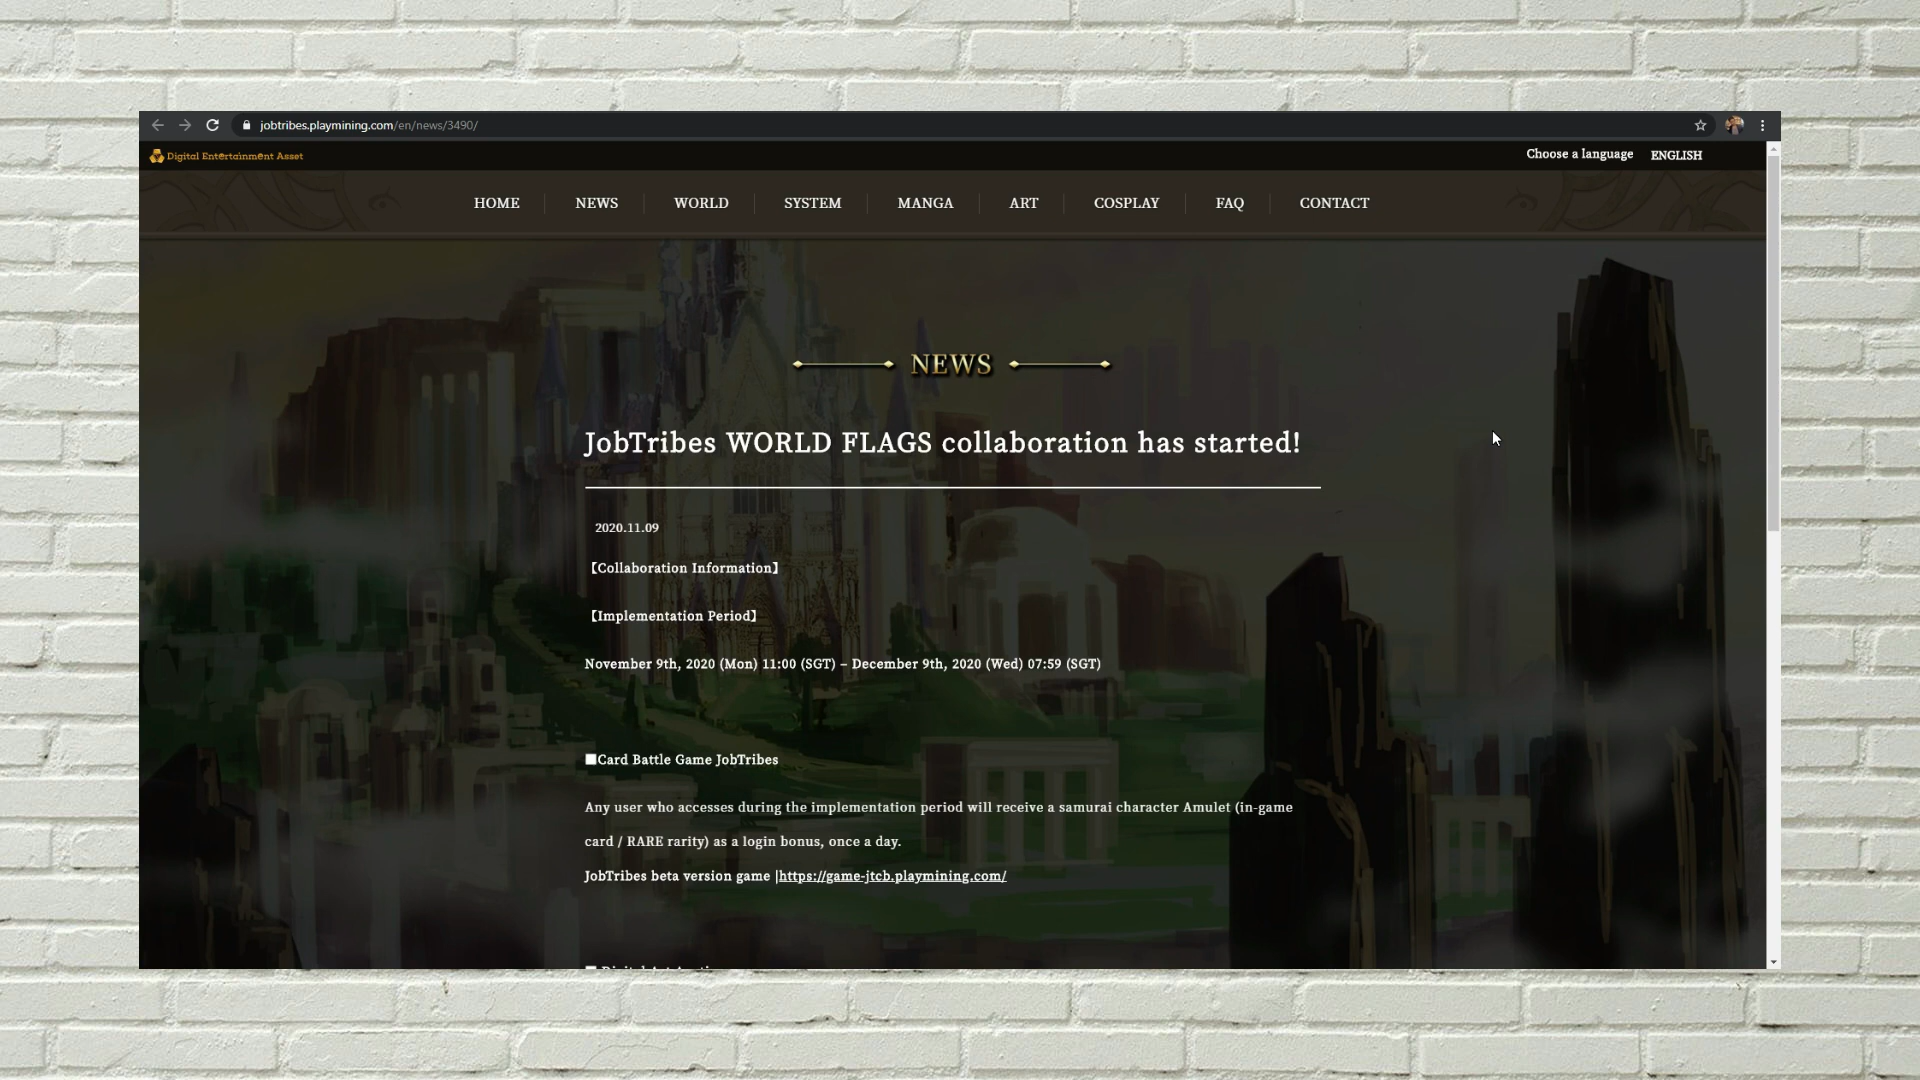 jobtribes.playmining.com/en/news/3490/
Digital Entertainment Asset
Choose a language ENGLISH
HOME NEWS WORLD SYSTEM MANGA ART COSPLAY FAQ CONTACT
NEWS
JobTribes WORLD FLAGS collaboration has started!
2020.11.09
【Collaboration Information】
【Implementation Period】
November 9th, 2020 (Mon) 11:00 (SGT) – December 9th, 2020 (Wed) 07:59 (SGT)
■Card Battle Game JobTribes
Any user who accesses during the implementation period will receive a samurai character Amulet (in-game
card / RARE rarity) as a login bonus, once a day.
JobTribes beta version game |https://game-jtcb.playmining.com/